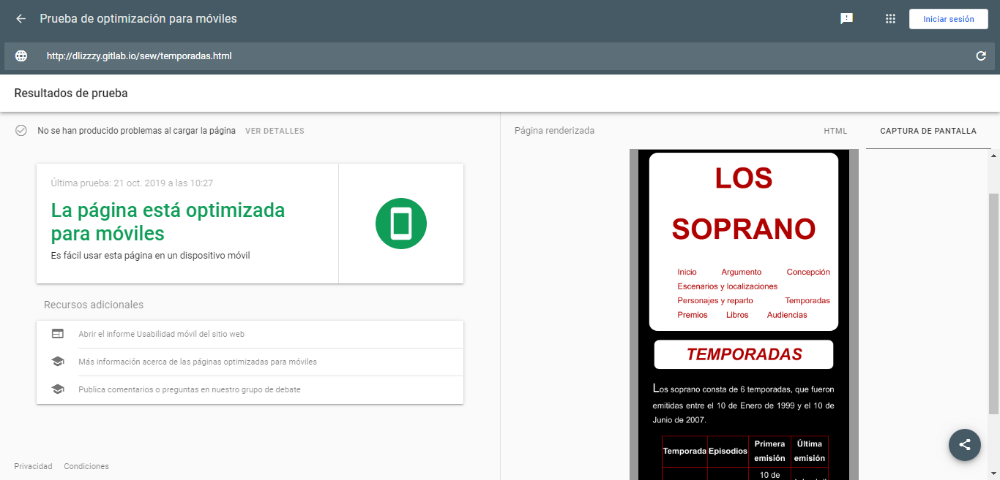 Prueba de optimización para móviles
Iniciar sesión
http://dlizzzy.gitlab.io/sew/temporadas.html
Resultados de prueba
No se han producido problemas al cargar la página VER DETALLES
Última prueba: 21 oct. 2019 a las 10:27
La página está optimizada
para móviles
Es fácil usar esta página en un dispositivo móvil
Recursos adicionales
Abrir el informe Usabilidad móvil del sitio web
Más información acerca de las páginas optimizadas para móviles
Publica comentarios o preguntas en nuestro grupo de debate
Privacidad Condiciones
Página renderizada HTML CAPTURA DE PANTALLA
LOS
SOPRANO
Inicio Argumento Concepción
Escenarios y localizaciones
Personajes y reparto Temporadas
Premios Libros Audiencias
TEMPORADAS
Los soprano consta de 6 temporadas, que fueron
emitidas entre el 10 de Enero de 1999 y el 10 de
Junio de 2007.
Temporada Episodios Primera emisión Última emisión
10 de